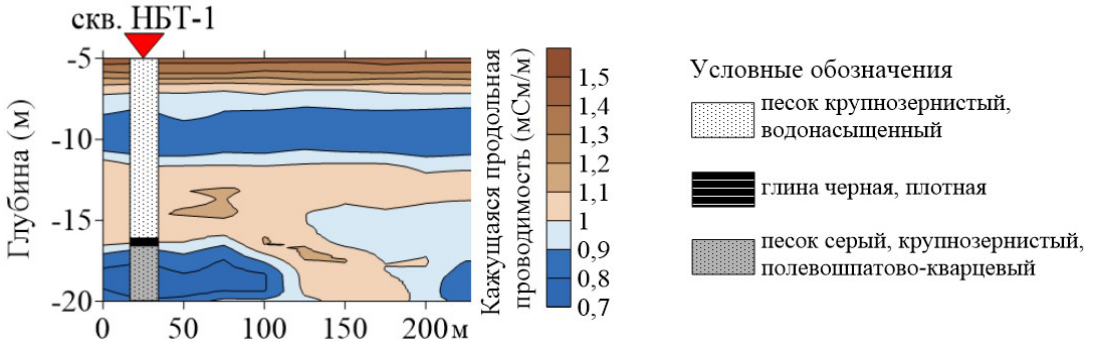 скв. НБТ-1
Глубина (м)
-5
-10
-15
-20
0
50
100
150
200 м
Кажущаяся продольная
проводимость (мСм/м)
1,5
1,4
1,3
1,2
1,1
1
0,9
0,8
0,7
Условные обозначения
песок крупнозернистый,
водонасыщенный
глина черная, плотная
песок серый, крупнозернистый,
полевошпатово-кварцевый